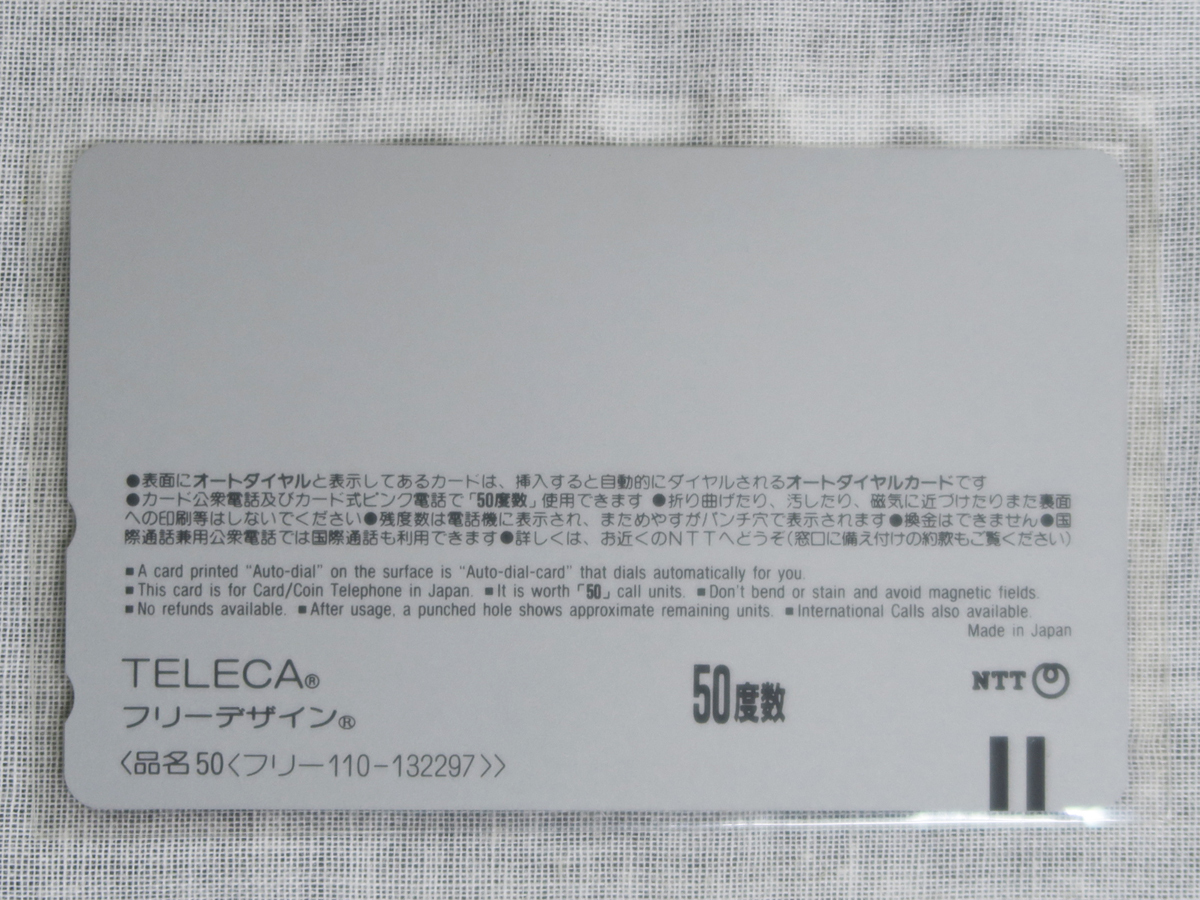 ●表面にオートダイヤルと表示してあるカードは、挿入すると自動的にダイヤルされるオートダイヤルカードです
●カード公衆電話及びカード式ピンク電話で「50度数」使用できます ●折り曲げたり、汚したり、磁気に近づけたりまた裏面
への印刷等はしないでください●残度数は電話機に表示され、まためやすがパンチ穴で表示されます●換金はできません●国
際通話兼用公衆電話では国際通話も利用できます●詳しくは、お近くのNTTへどうぞ(窓口に備え付けの約款もご覧ください)
■A card printed "Auto-dial" on the surface is "Auto-dial-card" that dials automatically for you.
■This card is for Card/Coin Telephone in Japan. ■It is worth「50」call units. ■Don't bend or stain and avoid magnetic fields.
■No refunds available. ■After usage, a punched hole shows approximate remaining units. ■International Calls also available.
Made in Japan
TELECA®
フリーデザイン®
50度数
NTT
〈品名50〈フリー110-132297〉〉